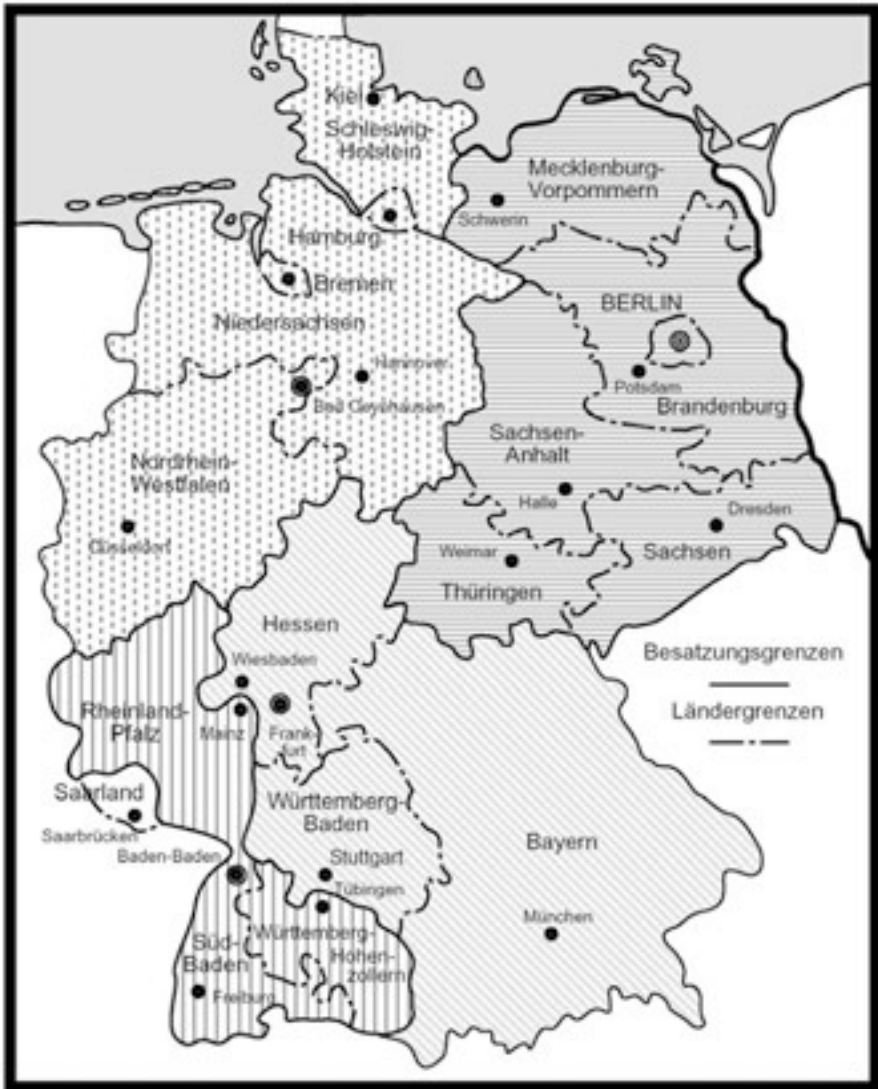 Kiel
Schleswig-
Holstein
Mecklenburg-
Vorpommern
Schwerin
Hamburg
Bremen
Niedersachsen
BERLIN
Hannover
Potsdam
Bad Oeynhausen
Brandenburg
Sachsen-
Anhalt
Nordrhein-
Westfalen
Halle
Dresden
Düsseldorf
Weimar
Sachsen
Thüringen
Hessen
Besatzungsgrenzen
Wiesbaden
Rheinland-
Pfalz
Mainz
Frank-
furt
Ländergrenzen
Saarland
Württemberg-
Baden
Saarbrücken
Bayern
Baden-Baden
Stuttgart
Tübingen
München
Süd-
Baden
Württemberg-
Hohen-
zollern
Freiburg